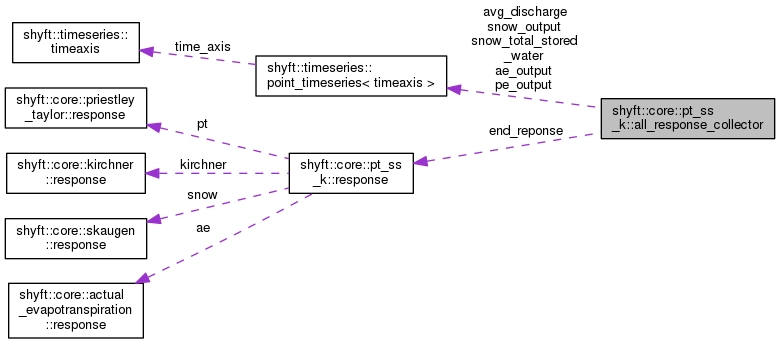 shyft::timeseries::
timeaxis
time_axis
shyft::timeseries::
point_timeseries< timeaxis >
avg_discharge
snow_output
snow_total_stored
_water
ae_output
pe_output
shyft::core::pt_ss
_k::all_response_collector
end_reponse
shyft::core::priestley
_taylor::response
pt
shyft::core::kirchner
::response
kirchner
shyft::core::pt_ss
_k::response
snow
shyft::core::skaugen
::response
ae
shyft::core::actual
_evapotranspiration
::response